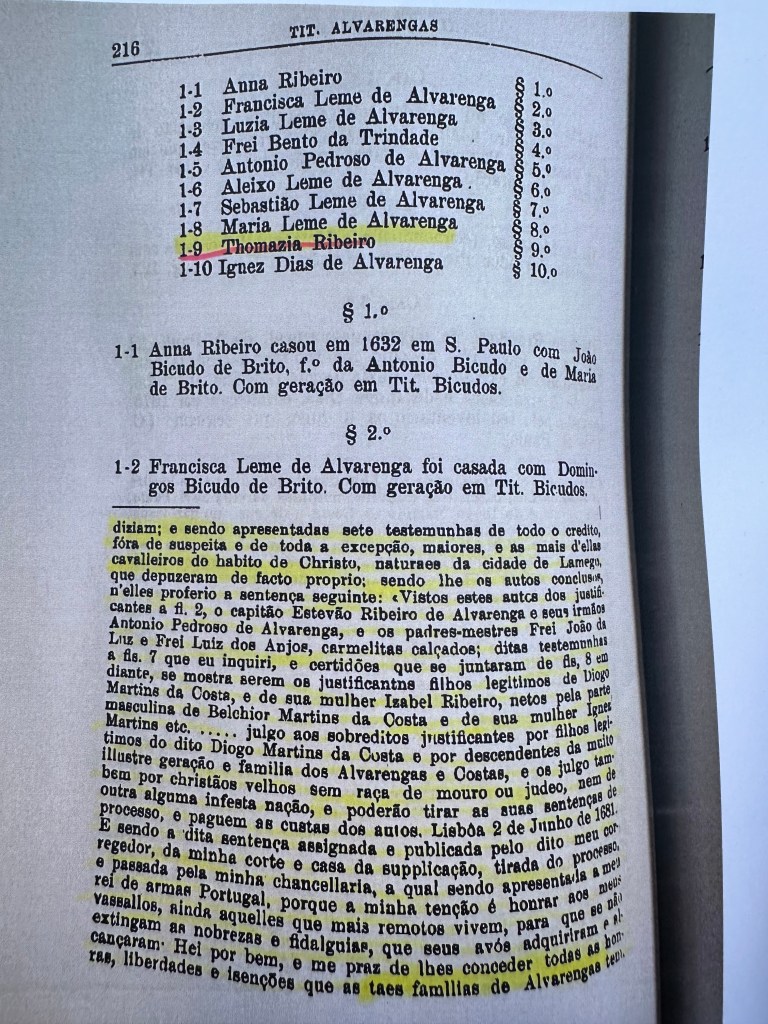 216
TIT. ALVARENGAS
1-1 Anna Ribeiro § 1.º
1-2 Francisca Leme de Alvarenga § 2.º
1-3 Luzia Leme de Alvarenga § 3.º
1-4 Frei Bento da Trindade § 4.º
1-5 Antonio Pedroso de Alvarenga § 5.º
1-6 Aleixo Leme de Alvarenga . § 6.º
1-7 Sebastião Leme de Alvarenga § 7.º
1-8 Maria Leme de Alvarenga § 8.º
1-9 Thomazia Ribeiro § 9.º
1-10 Ignez Dias de Alvarenga § 10.º
§ 1.º
1-1 Anna Ribeiro casou em 1632 em S. Paulo com João
Bicudo de Brito, f.º da Antonio Bicudo e de Maria
de Brito. Com geração em Tit. Bicudos.
§ 2.º
1-2 Francisca Leme de Alvarenga foi casada com Domin-
gos Bicudo de Brito. Com geração em Tit. Bicudos.
diziam; e sendo apresentadas sete testemunhas de todo o credito,
fóra de suspeita e de toda a excepção, maiores, e as mais d'ellas
cavalleiros do habito de Christo, naturaes da cidade de Lamego,
que depuzeram de facto proprio; sendo lhe os autos conclusos,
n'elles proferio a sentença seguinte: «Vistos estes autos dos justifi-
cantes a fl. 2, o capitão Estevão Ribeiro de Alvarenga e seus irmãos
Antonio Pedroso de Alvarenga, e os padres-mestres Frei João da
Luz e Frei Luiz dos Anjos, carmelitas calçados; ditas testemunhas
a fls. 7 que eu inquiri, e certidões que se juntaram de fls, 8 em
diante, se mostra serem os justificantns filhos legitimos de Diogo
Martins da Costa, e de sua mulher Izabel Ribeiro, netos pela parte
masculina de Belchior Martins da Costa e de sua mulher Ignez
Martins etc. ..... julgo aos sobreditos justificantes por filhos legi-
timos do dito Diogo Martins da Costa e por descendentes da muito
illustre geração e familia dos Alvarengas e Costas, e os julgo tam-
bem por christãos velhos sem raça de mouro ou judeo, nem de
outra alguma infesta nação, e poderão tirar as suas sentenças de
processo, e paguem as custas dos autos. Lisbôa 2 de Junho de 1681.
E sendo a dita sentença assignada e publicada pelo dito meu cor-
regedor, da minha corte e casa da supplicação, tirada do processo,
e passada pela minha chancellaria, a qual sendo apresentada a meu
rei de armas Portugal, porque a minha tenção é honrar aos meus
vassallos, ainda aquelles que mais remotos vivem, para que se não
extingam as nobrezas e fidalguias, que seus avós adquiriram e al-
cançaram. Hei por bem, e me praz de lhes conceder todas as hon-
ras, liberdades e isenções que as taes familias de Alvarengas tem,